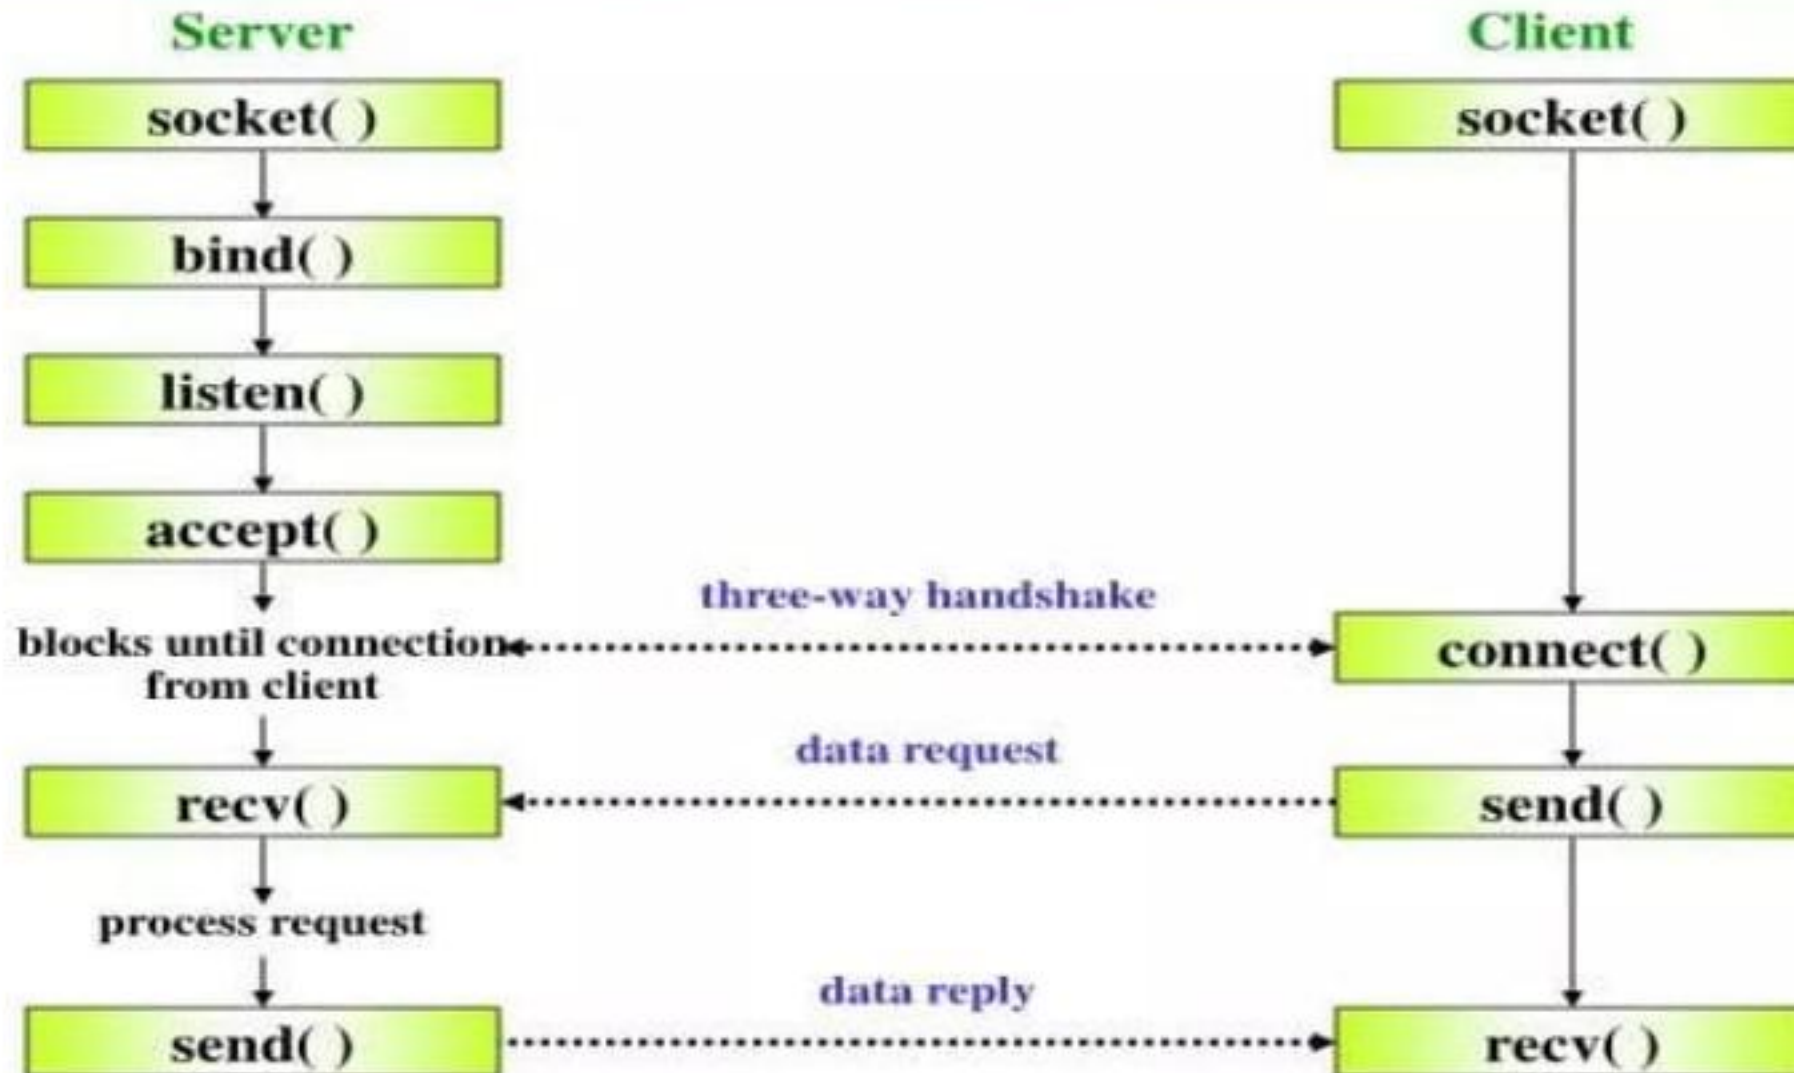 Server
Client
socket( )
socket( )
bind( )
listen( )
accept( )
three-way handshake
blocks until connection
from client
connect( )
data request
recv( )
send( )
process request
data reply
send( )
recv( )